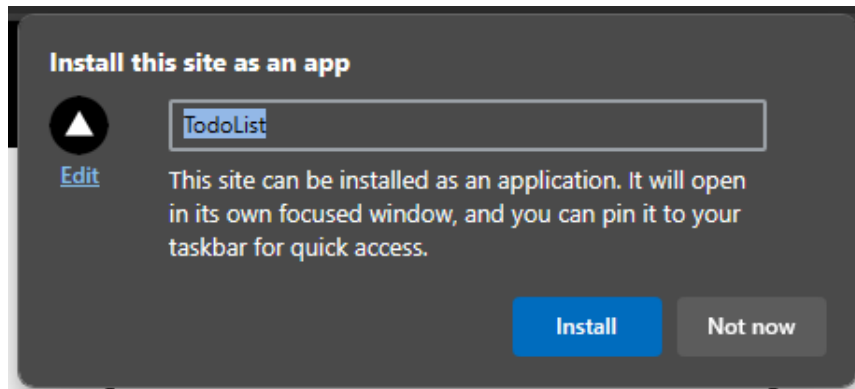 Install this site as an app
TodoList
Edit
This site can be installed as an application. It will open
in its own focused window, and you can pin it to your
taskbar for quick access.
Install
Not now